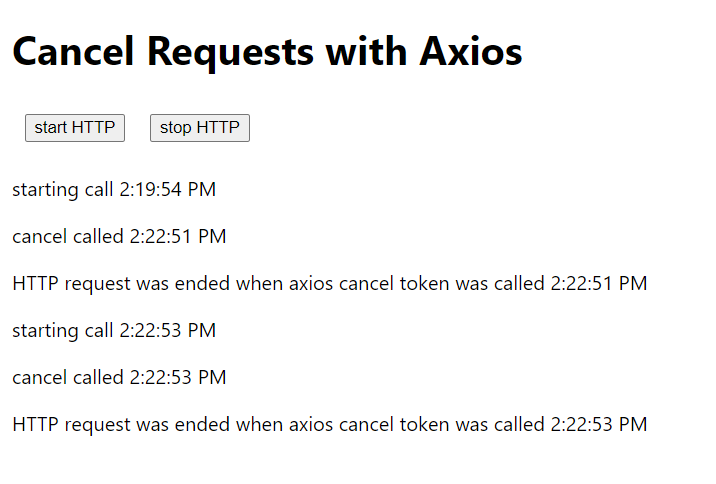 Cancel Requests with Axios
start HTTP stop HTTP
starting call 2:19:54 PM
cancel called 2:22:51 PM
HTTP request was ended when axios cancel token was called 2:22:51 PM
starting call 2:22:53 PM
cancel called 2:22:53 PM
HTTP request was ended when axios cancel token was called 2:22:53 PM